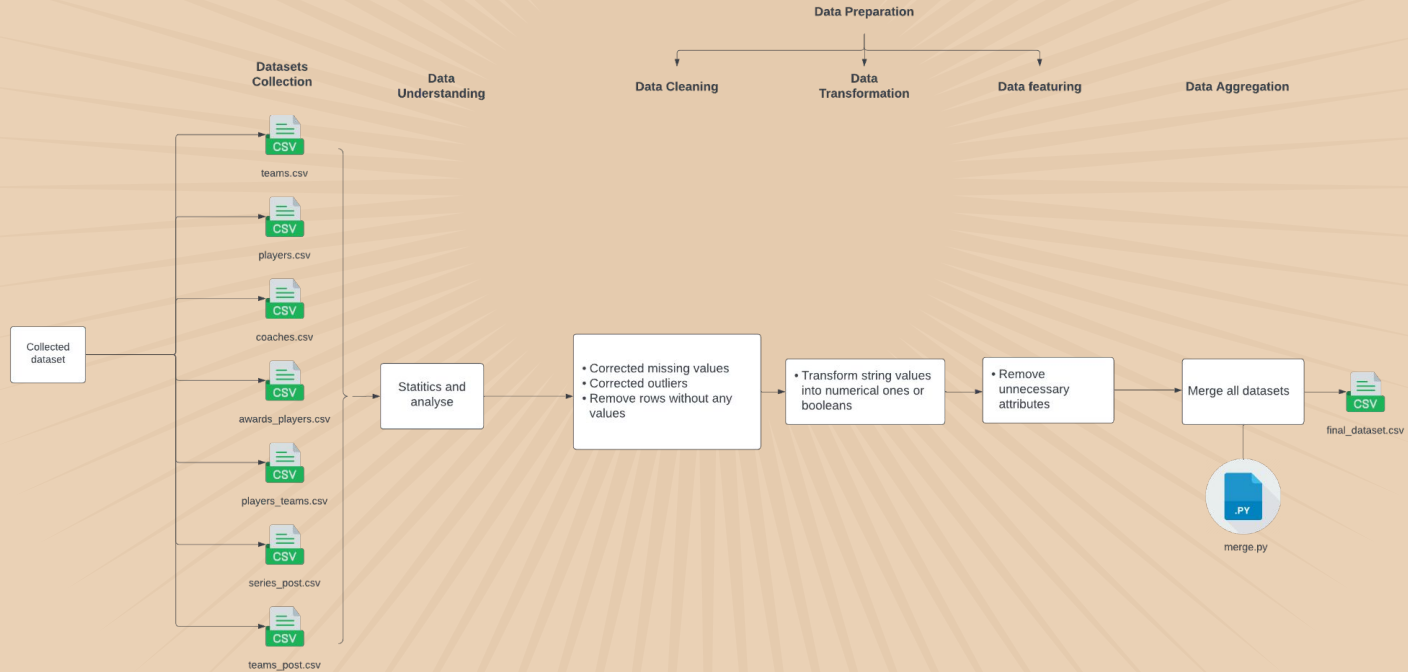 Data Preparation
Datasets
Collection
Data
Understanding
Data Cleaning
Data
Transformation
Data featuring
Data Aggregation
CSV
teams.csv
CSV
players.csv
CSV
coaches.csv
Collected
dataset
CSV
awards_players.csv
CSV
players_teams.csv
CSV
series_post.csv
CSV
teams_post.csv
Statitics and
analyse
• Corrected missing values
• Corrected outliers
• Remove rows without any
values
• Transform string values
into numerical ones or
booleans
• Remove
unnecessary
attributes
Merge all datasets
CSV
final_dataset.csv
.PY
merge.py